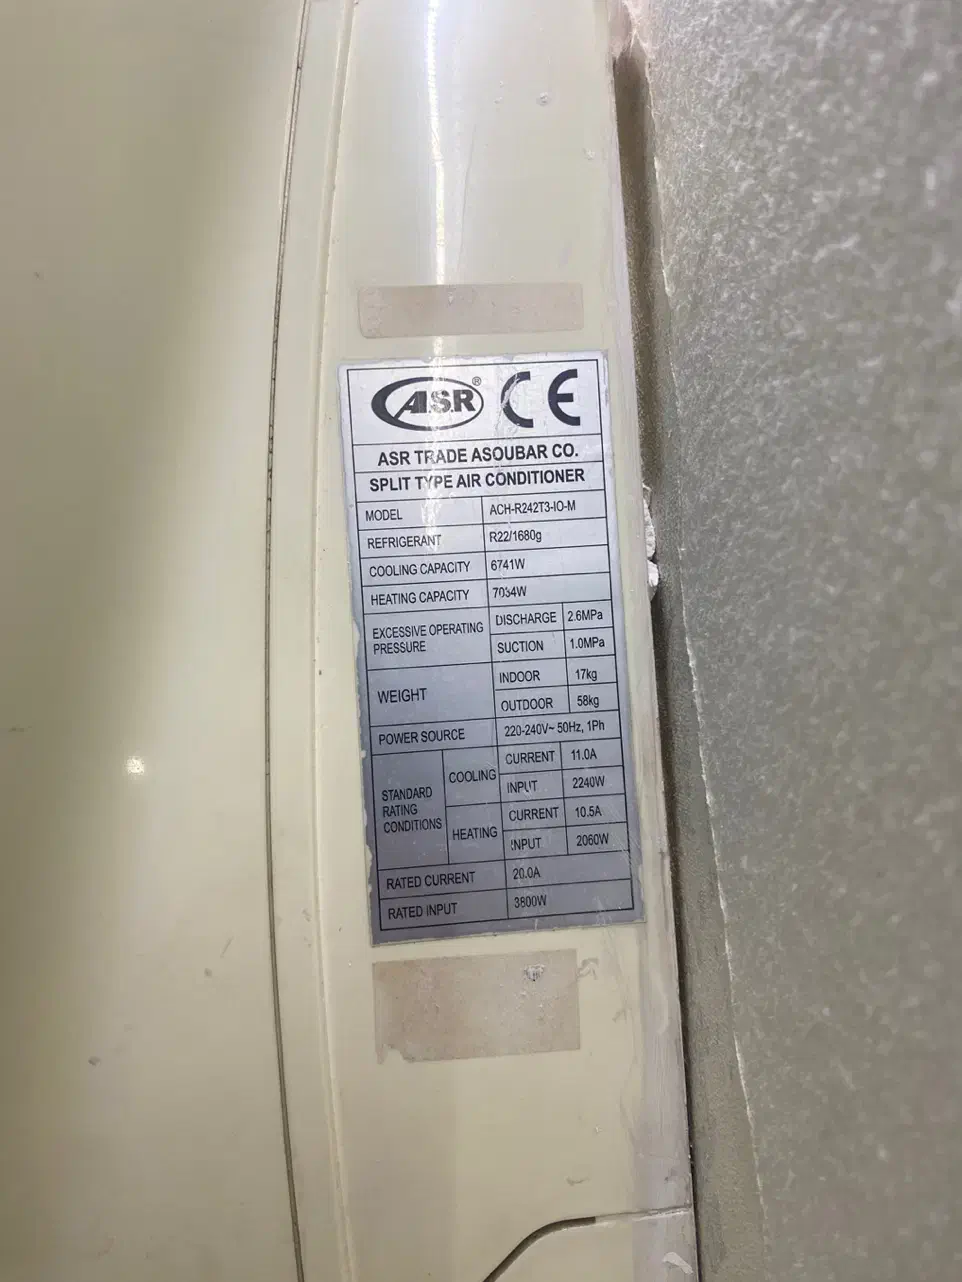 ASR® CE
ASR TRADE ASOUBAR CO.
SPLIT TYPE AIR CONDITIONER
MODEL ACH-R242T3-IO-M
REFRIGERANT R22/1680g
COOLING CAPACITY 6741W
HEATING CAPACITY 7034W
EXCESSIVE OPERATING PRESSURE DISCHARGE 2.6MPa
SUCTION 1.0MPa
WEIGHT INDOOR 17kg
OUTDOOR 58kg
POWER SOURCE 220-240V~ 50Hz, 1Ph
STANDARD RATING CONDITIONS COOLING CURRENT 11.0A
INPUT 2240W
HEATING CURRENT 10.5A
INPUT 2060W
RATED CURRENT 20.0A
RATED INPUT 3800W